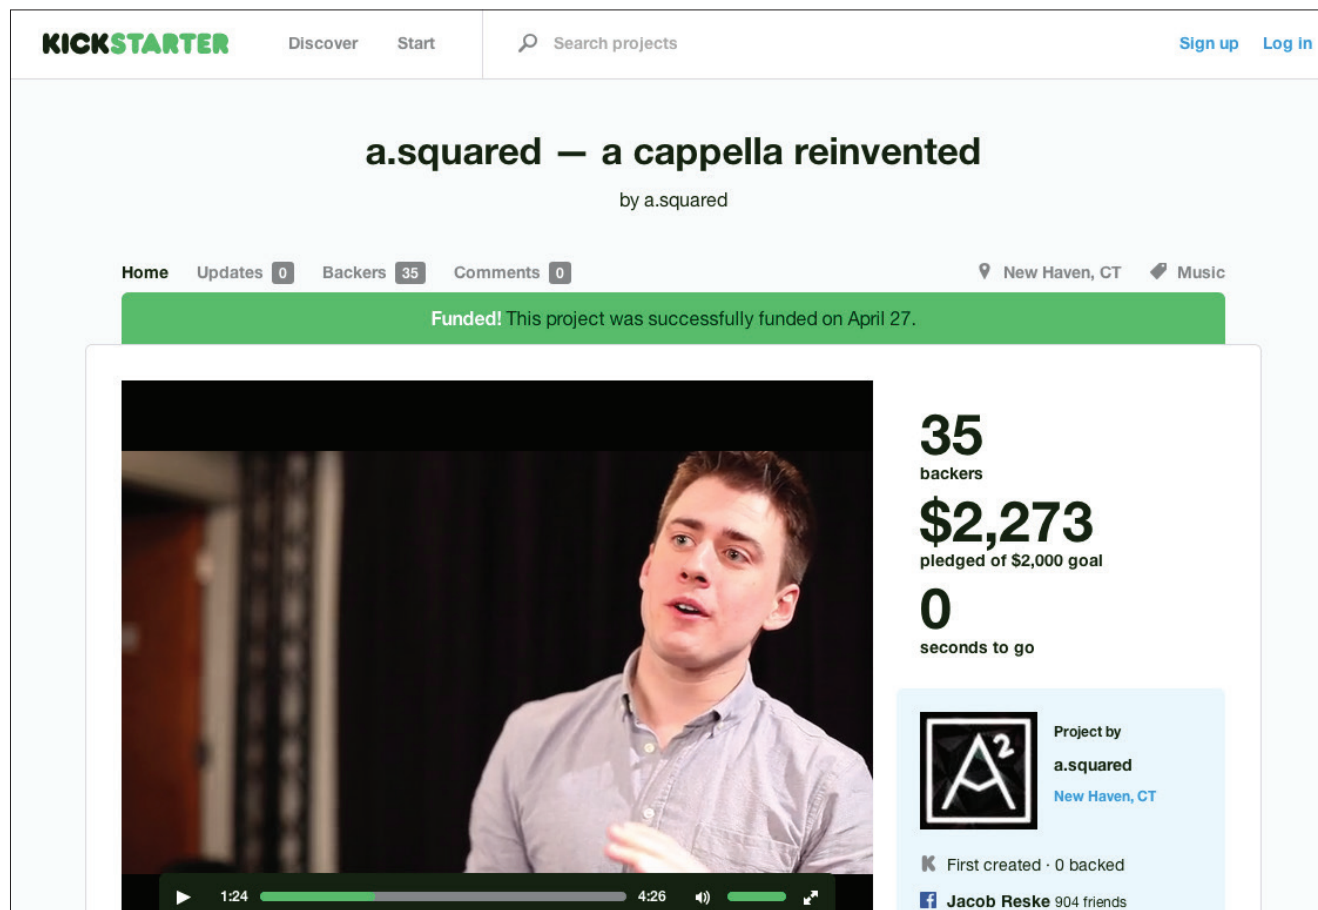 KICKSTARTER Discover Start Search projects Sign up Log in
a.squared — a cappella reinvented
by a.squared
Home Updates 0 Backers 35 Comments 0 New Haven, CT Music
Funded! This project was successfully funded on April 27.
35
backers
$2,273
pledged of $2,000 goal
0
seconds to go
A2
Project by
a.squared
New Haven, CT
First created · 0 backed
Jacob Reske 904 friends
1:24 4:26